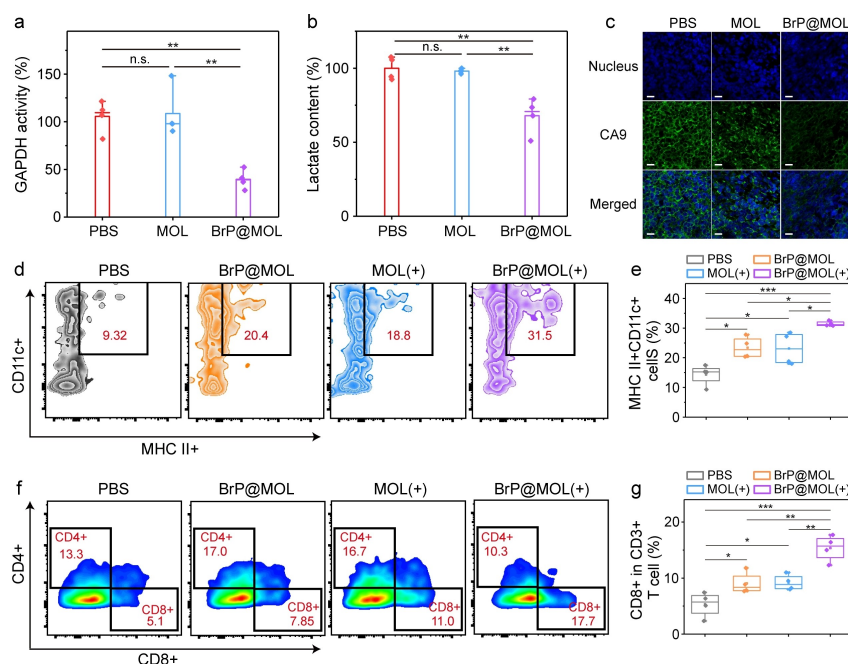 a
GAPDH activity (%)
150
100
50
0
**
n.s.
**
PBS
MOL
BrP@MOL
b
Lactate content (%)
100
50
0
**
n.s.
**
PBS
MOL
BrP@MOL
c
PBS
MOL
BrP@MOL
Nucleus
CA9
Merged
d
PBS
BrP@MOL
MOL(+)
BrP@MOL(+)
9.32
20.4
18.8
31.5
CD11c+
MHC II+
e
PBS
BrP@MOL
MOL(+)
BrP@MOL(+)
MHC II+CD11c+
cellS (%)
40
30
20
10
0
***
*
*
*
*
f
PBS
BrP@MOL
MOL(+)
BrP@MOL(+)
CD4+
13.3
CD8+
5.1
CD4+
17.0
CD8+
7.85
CD4+
16.7
CD8+
11.0
CD4+
10.3
CD8+
17.7
CD4+
CD8+
g
PBS
BrP@MOL
MOL(+)
BrP@MOL(+)
CD8+ in CD3+
T cell (%)
20
10
0
***
**
**
*
*